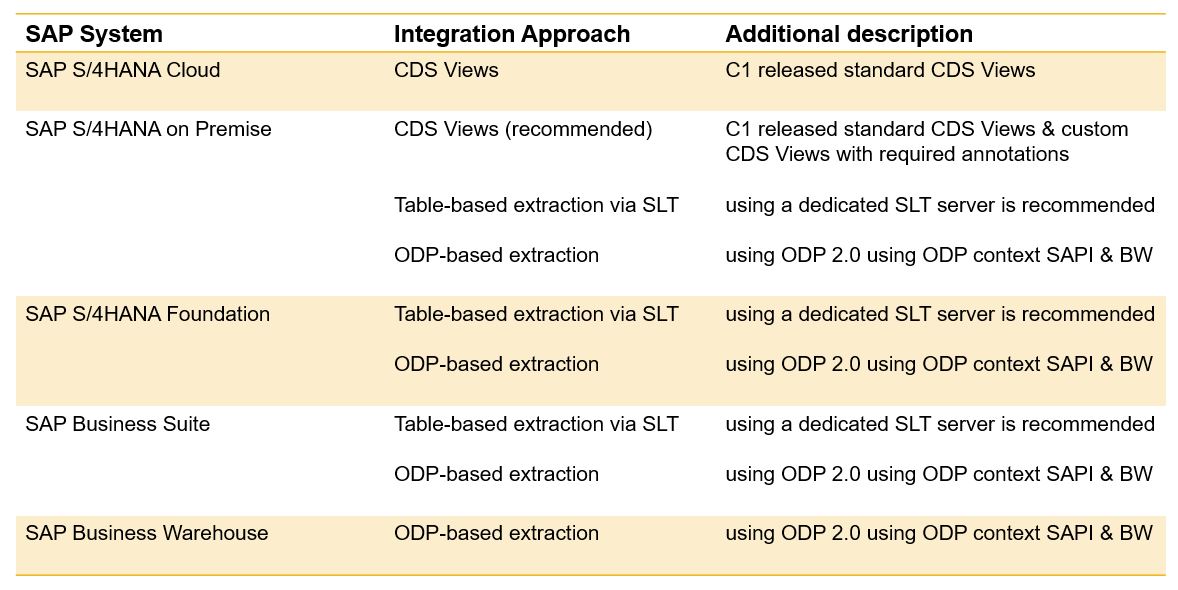 SAP System Integration Approach Additional description
SAP S/4HANA Cloud CDS Views C1 released standard CDS Views
SAP S/4HANA on Premise CDS Views (recommended) C1 released standard CDS Views & custom
CDS Views with required annotations
Table-based extraction via SLT using a dedicated SLT server is recommended
ODP-based extraction using ODP 2.0 using ODP context SAPI & BW
SAP S/4HANA Foundation Table-based extraction via SLT using a dedicated SLT server is recommended
ODP-based extraction using ODP 2.0 using ODP context SAPI & BW
SAP Business Suite Table-based extraction via SLT using a dedicated SLT server is recommended
ODP-based extraction using ODP 2.0 using ODP context SAPI & BW
SAP Business Warehouse ODP-based extraction using ODP 2.0 using ODP context SAPI & BW